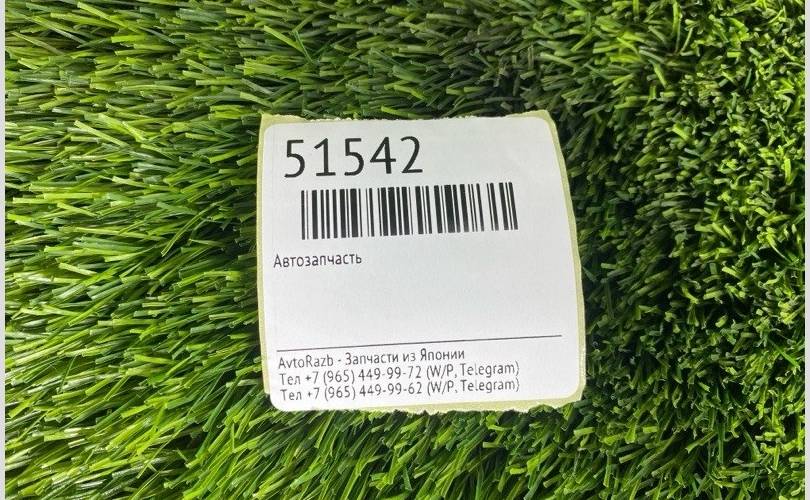 51542
Автозапчасть
AvtoRazb - Запчасти из Японии
Тел +7 (965) 449-99-72 (W/P, Telegram)
Тел +7 (965) 449-99-62 (W/P, Telegram)